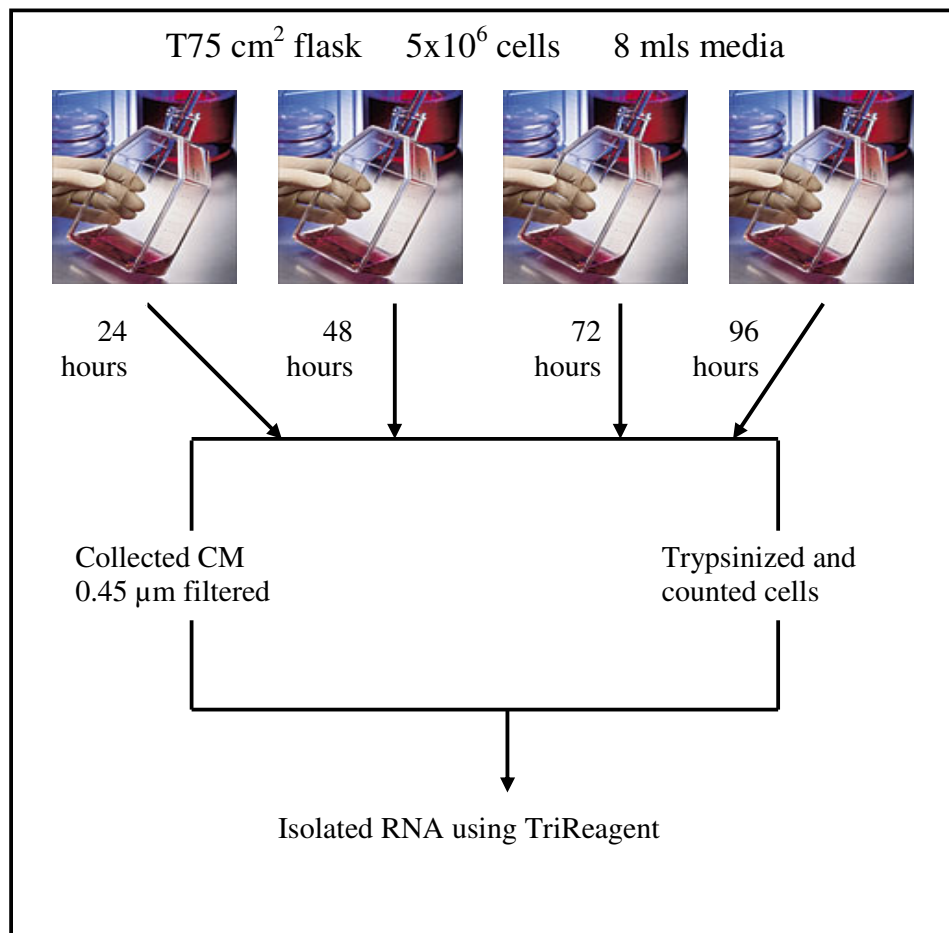 T75 cm² flask 5x10⁶ cells 8 mls media
24 hours
48 hours
72 hours
96 hours
Collected CM
0.45 µm filtered
Trypsinized and
counted cells
Isolated RNA using TriReagent